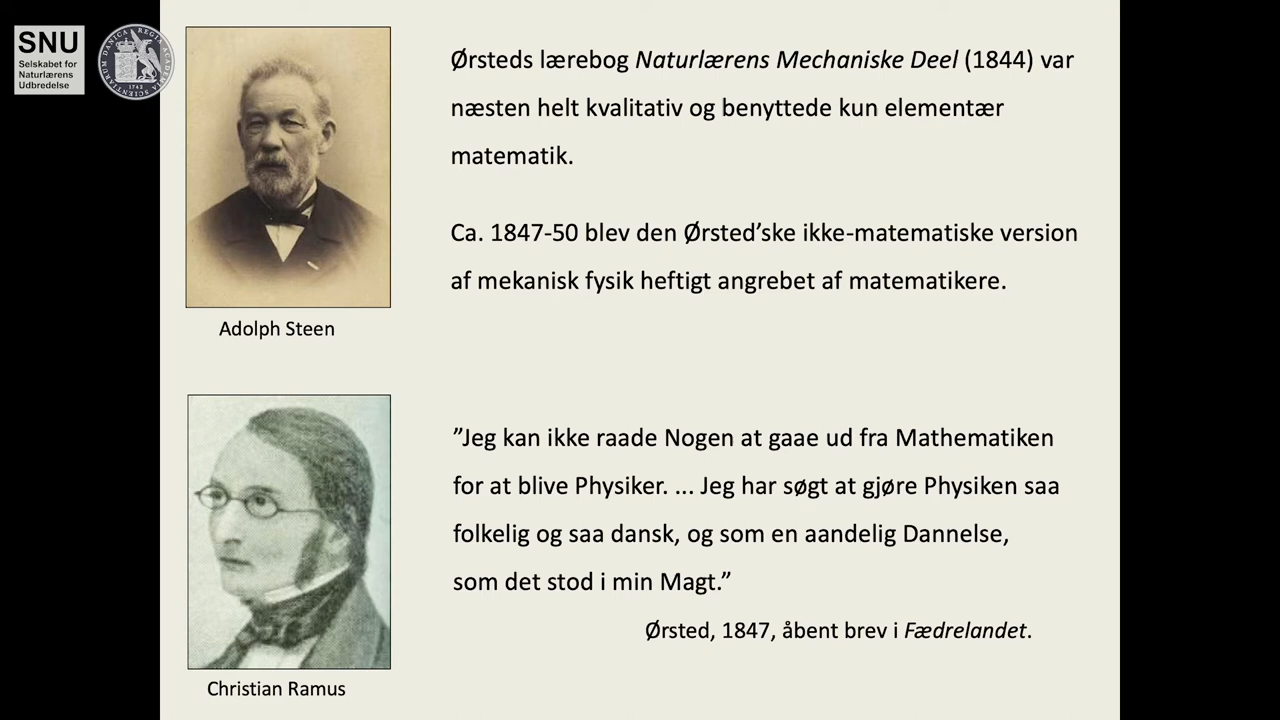 SNU
Selskabet for
Naturlærens
Udbredelse
1742
Ørsteds lærebog Naturlærens Mechaniske Deel (1844) var
næsten helt kvalitativ og benyttede kun elementær
matematik.
Ca. 1847-50 blev den Ørsted’ske ikke-matematiske version
af mekanisk fysik heftigt angrebet af matematikere.
Adolph Steen
”Jeg kan ikke raade Nogen at gaae ud fra Mathematiken
for at blive Physiker. ... Jeg har søgt at gjøre Physiken saa
folkelig og saa dansk, og som en aandelig Dannelse,
som det stod i min Magt.”
Ørsted, 1847, åbent brev i Fædrelandet.
Christian Ramus